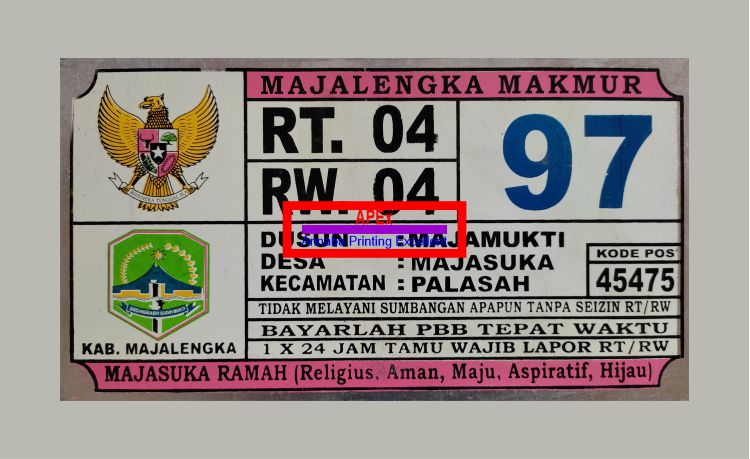 MAJALENGKA MAKMUR
RT. 04
97
RW. 04
APEX
DUSUN : MAJAMUKTI
Printing Excellent
DESA : MAJASUKA
KODE POS
KECAMATAN : PALASAH
45475
TIDAK MELAYANI SUMBANGAN APAPUN TANPA SEIZIN RT/RW
BAYARLAH PBB TEPAT WAKTU
KAB. MAJALENGKA
1 X 24 JAM TAMU WAJIB LAPOR RT/RW
MAJASUKA RAMAH (Religius, Aman, Maju, Aspiratif, Hijau)